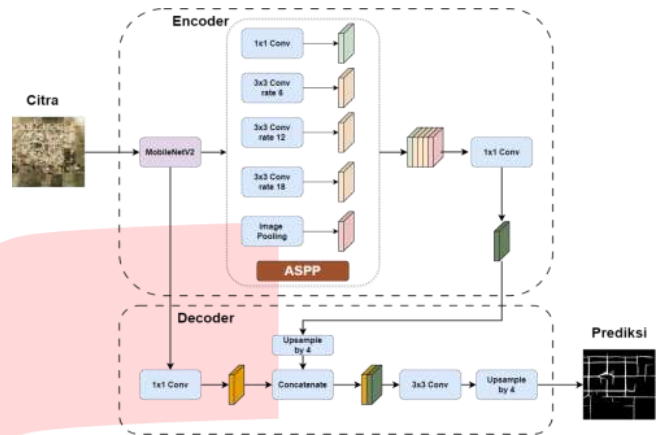 Encoder
Citra
MobileNetV2
1x1 Conv
3x3 Conv
rate 6
3x3 Conv
rate 12
3x3 Conv
rate 18
Image
Pooling
ASPP
1x1 Conv
Decoder
Upsample
by 4
1x1 Conv
Concatenate
3x3 Conv
Upsample
by 4
Prediksi